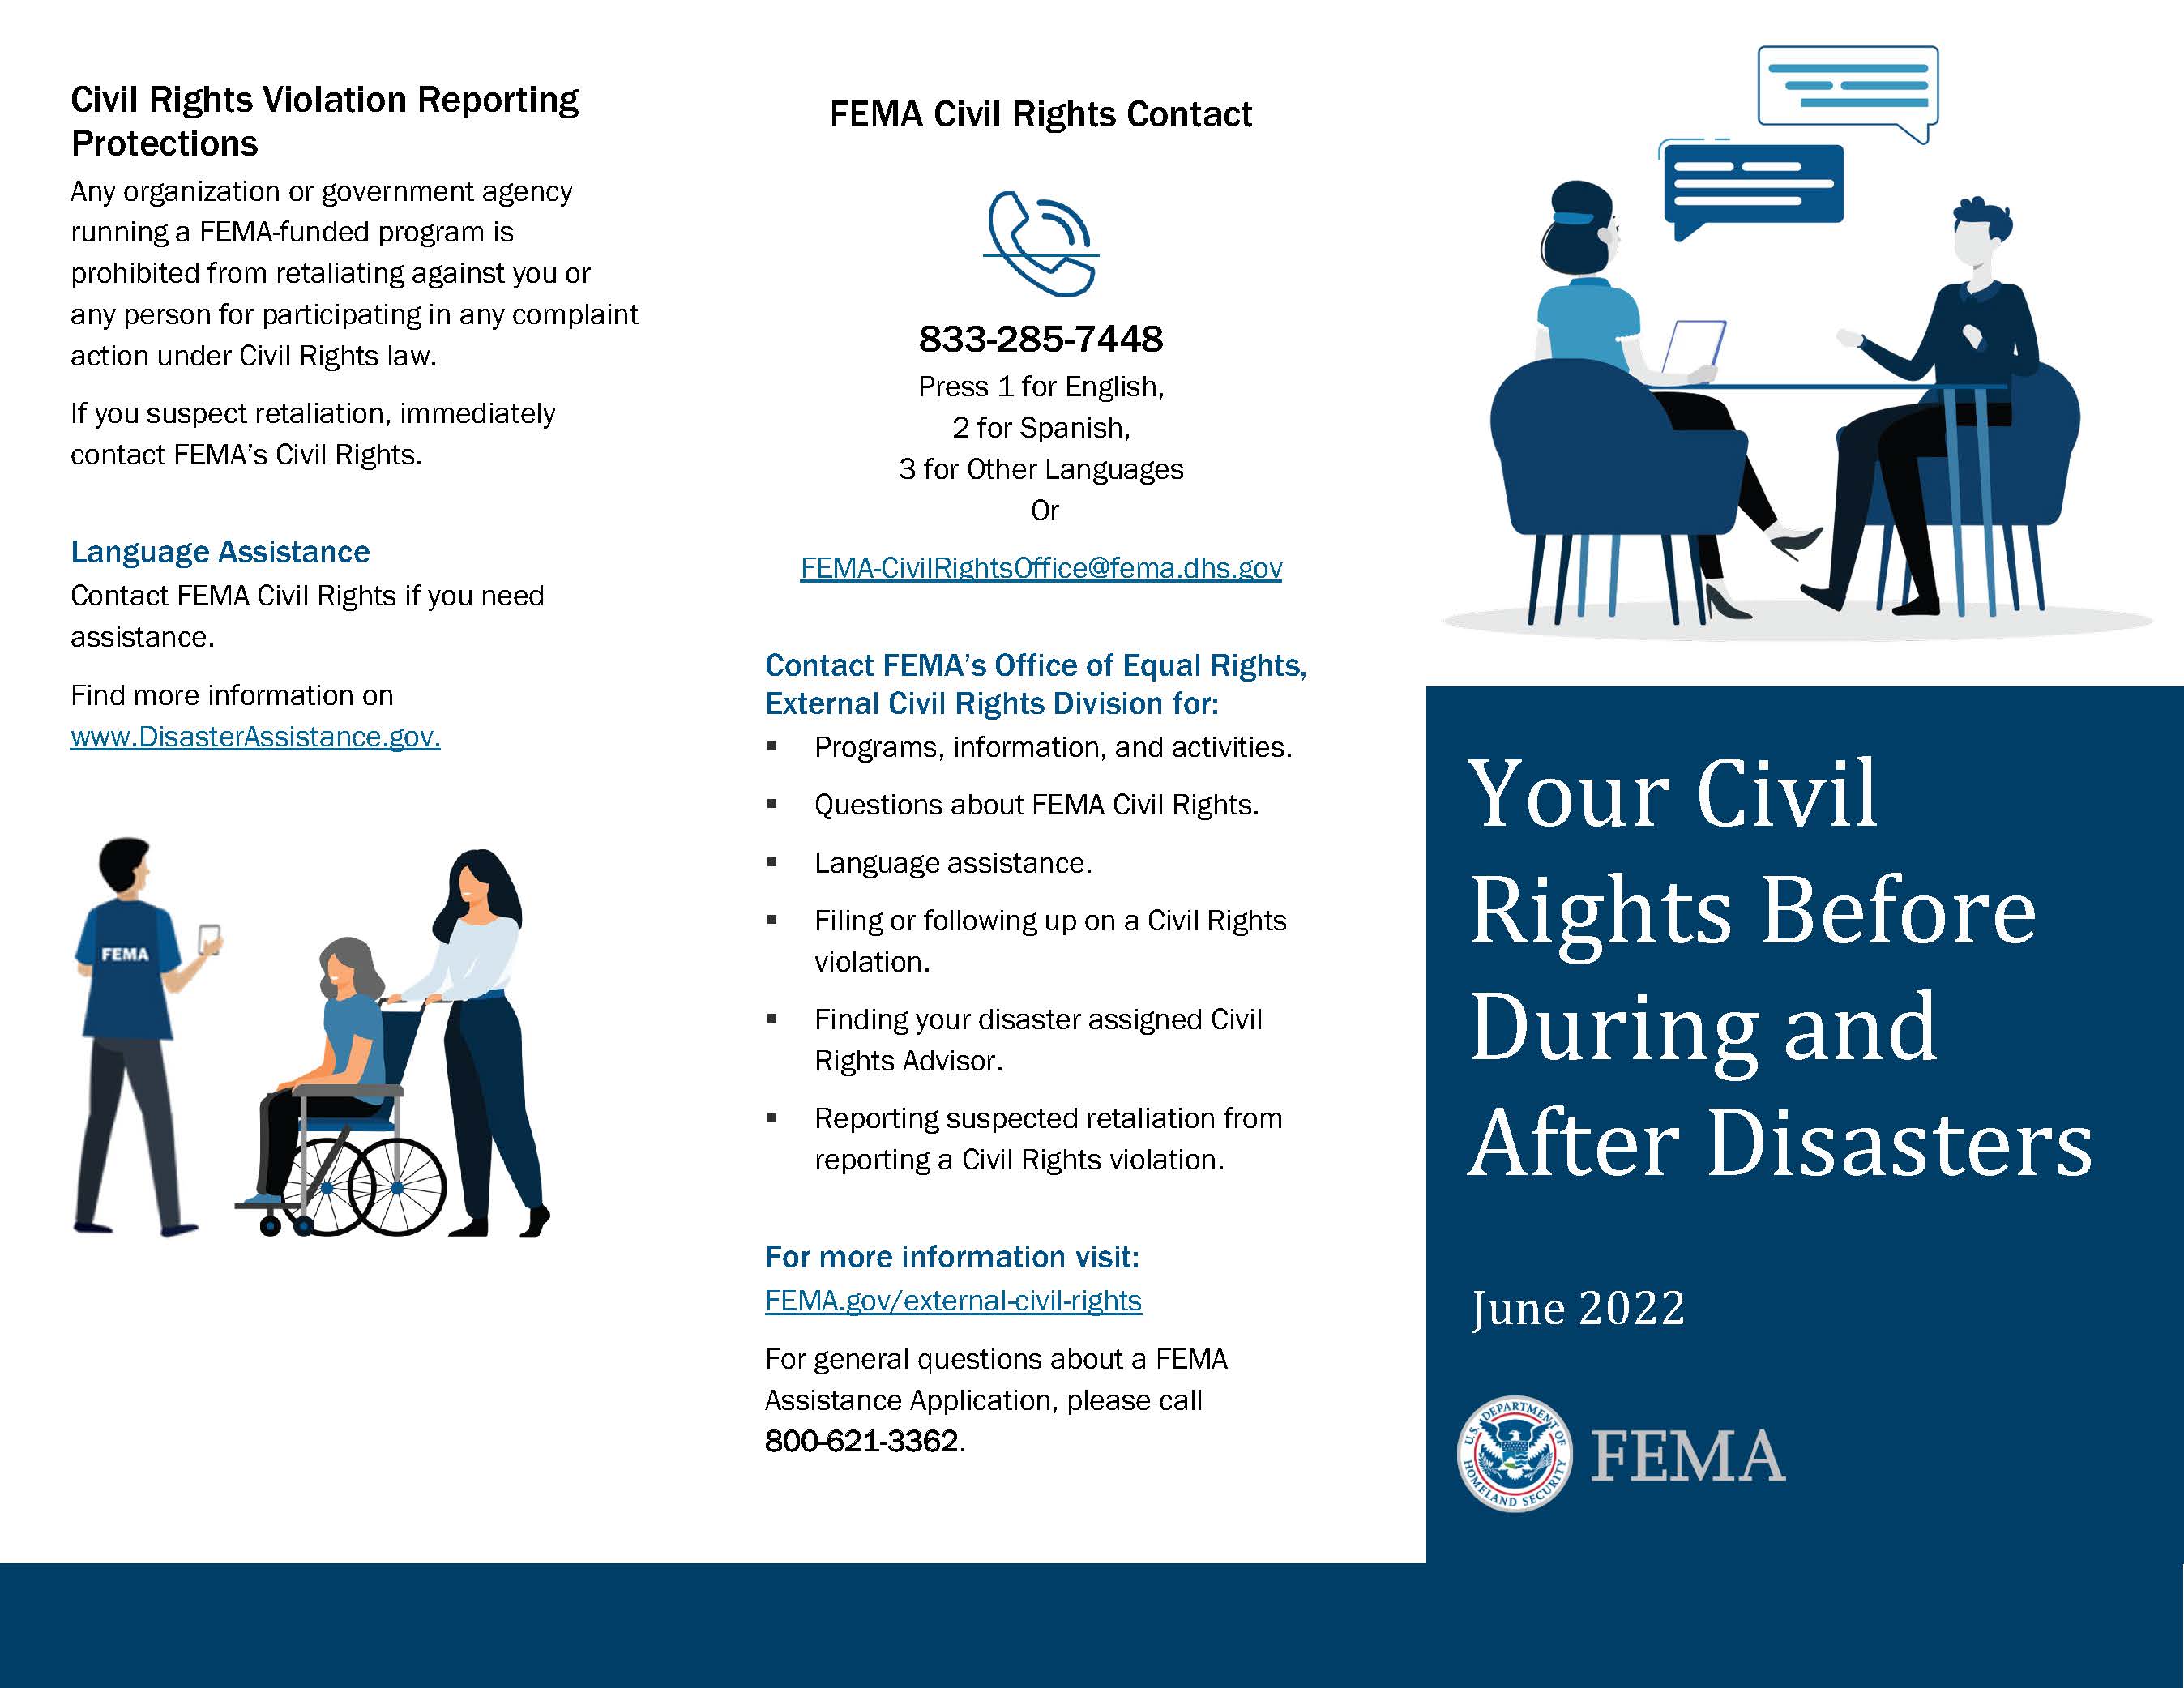 Civil Rights Violation Reporting
Protections
Any organization or government agency
running a FEMA-funded program is
prohibited from retaliating against you or
any person for participating in any complaint
action under Civil Rights law.
If you suspect retaliation, immediately
contact FEMA’s Civil Rights.
Language Assistance
Contact FEMA Civil Rights if you need
assistance.
Find more information on
www.DisasterAssistance.gov.
FEMA
FEMA Civil Rights Contact
833-285-7448
Press 1 for English,
2 for Spanish,
3 for Other Languages
Or
FEMA-CivilRightsOffice@fema.dhs.gov
Contact FEMA’s Office of Equal Rights,
External Civil Rights Division for:
▪ Programs, information, and activities.
▪ Questions about FEMA Civil Rights.
▪ Language assistance.
▪ Filing or following up on a Civil Rights
violation.
▪ Finding your disaster assigned Civil
Rights Advisor.
▪ Reporting suspected retaliation from
reporting a Civil Rights violation.
For more information visit:
FEMA.gov/external-civil-rights
For general questions about a FEMA
Assistance Application, please call
800-621-3362.
Your Civil
Rights Before
During and
After Disasters
June 2022
U.S. DEPARTMENT OF HOMELAND SECURITY
FEMA